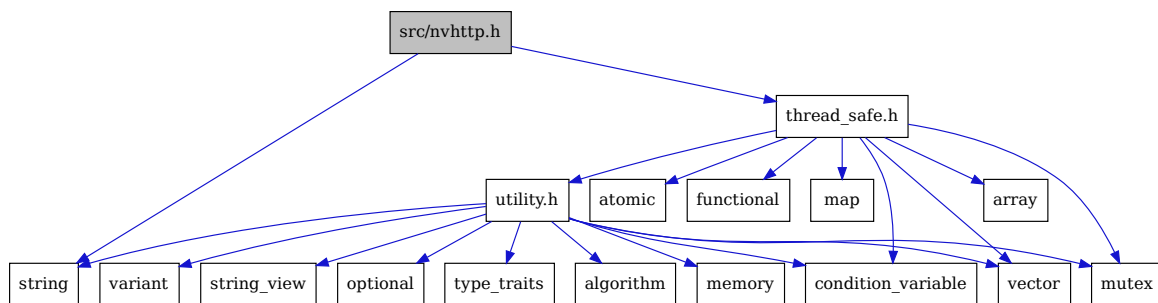 src/nvhttp.h
thread_safe.h
utility.h
atomic
functional
map
array
string
variant
string_view
optional
type_traits
algorithm
memory
condition_variable
vector
mutex